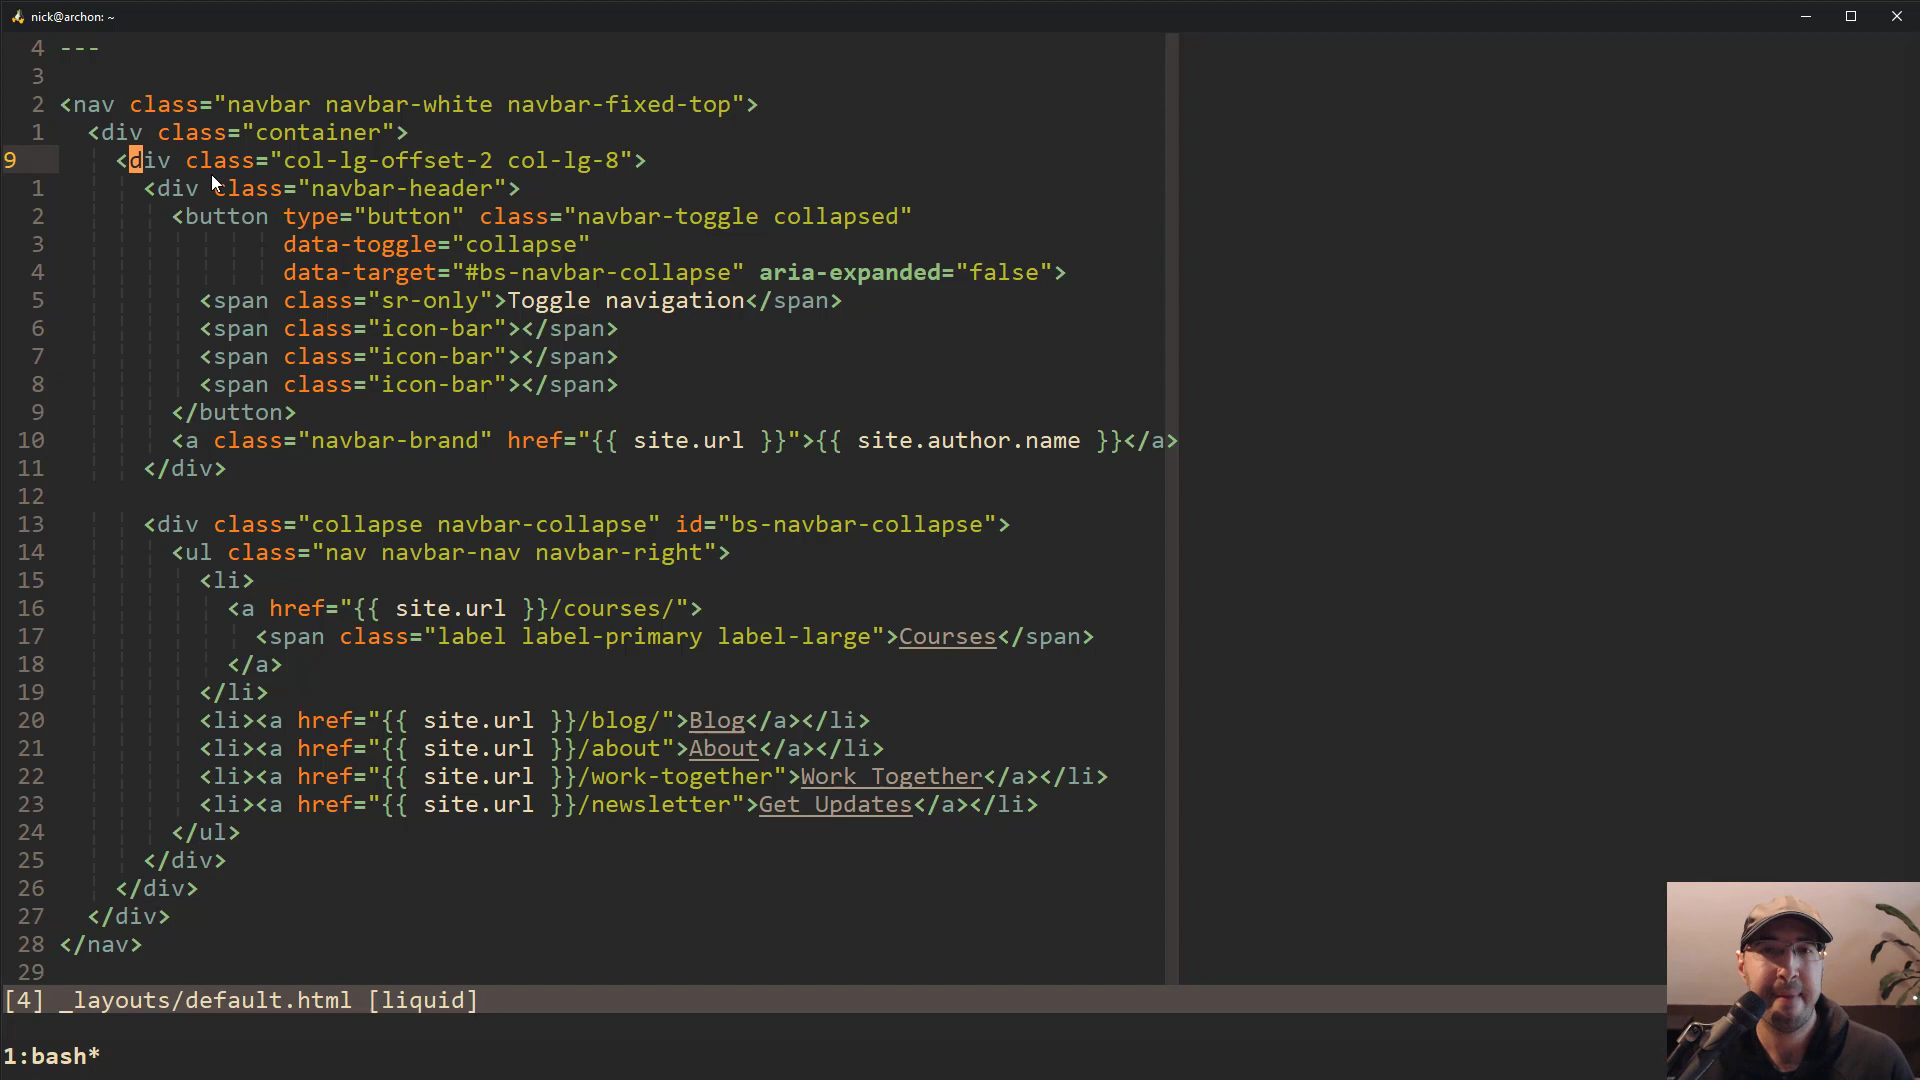 nick@archon: ~
4 ---
3
2 <nav class="navbar navbar-white navbar-fixed-top">
1   <div class="container">
9     <div class="col-lg-offset-2 col-lg-8">
1       <div class="navbar-header">
2         <button type="button" class="navbar-toggle collapsed"
3                 data-toggle="collapse"
4                 data-target="#bs-navbar-collapse" aria-expanded="false">
5           <span class="sr-only">Toggle navigation</span>
6           <span class="icon-bar"></span>
7           <span class="icon-bar"></span>
8           <span class="icon-bar"></span>
9         </button>
10         <a class="navbar-brand" href="{{ site.url }}">{{ site.author.name }}</a>
11       </div>
12
13       <div class="collapse navbar-collapse" id="bs-navbar-collapse">
14         <ul class="nav navbar-nav navbar-right">
15           <li>
16             <a href="{{ site.url }}/courses/">
17               <span class="label label-primary label-large">Courses</span>
18             </a>
19           </li>
20           <li><a href="{{ site.url }}/blog/">Blog</a></li>
21           <li><a href="{{ site.url }}/about">About</a></li>
22           <li><a href="{{ site.url }}/work-together">Work Together</a></li>
23           <li><a href="{{ site.url }}/newsletter">Get Updates</a></li>
24         </ul>
25       </div>
26     </div>
27   </div>
28 </nav>
29
[4] _layouts/default.html [liquid]
1:bash*